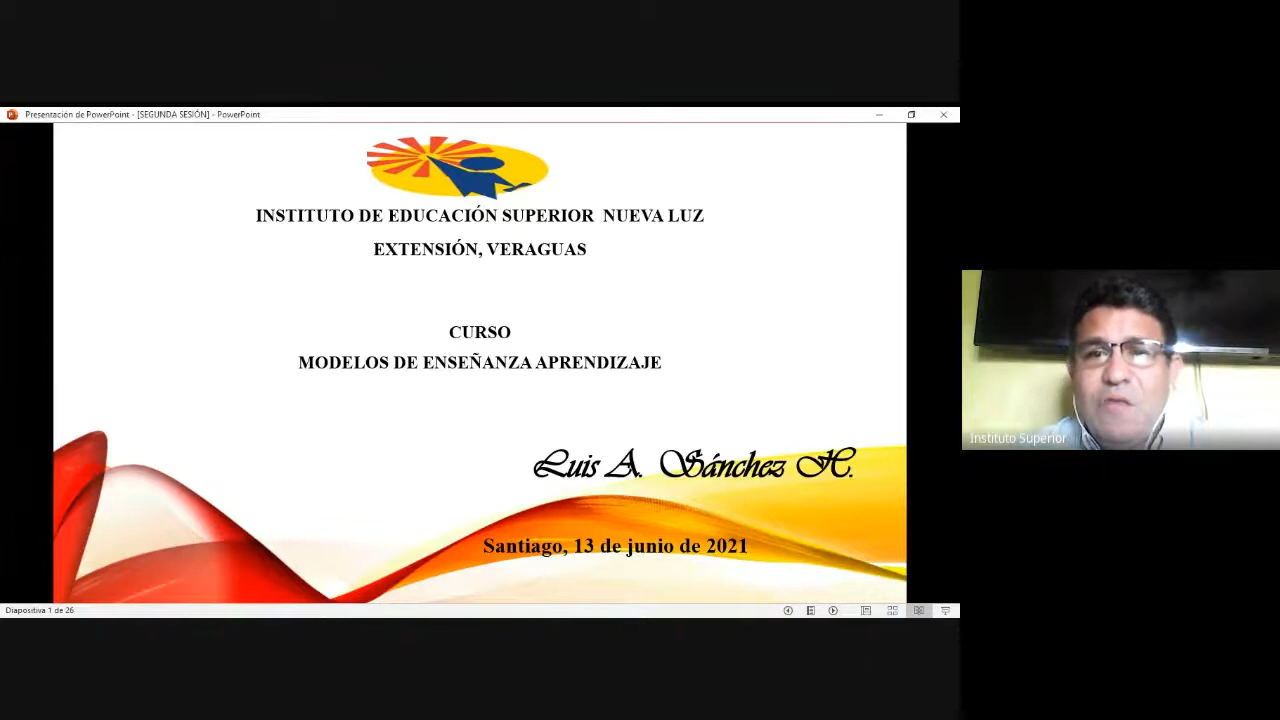 Presentación de PowerPoint - [SEGUNDA SESIÓN] - PowerPoint
INSTITUTO DE EDUCACIÓN SUPERIOR NUEVA LUZ
EXTENSIÓN, VERAGUAS
CURSO
MODELOS DE ENSEÑANZA APRENDIZAJE
Luis A. Sánchez H.
Santiago, 13 de junio de 2021
Diapositiva 1 de 26
Instituto Superior